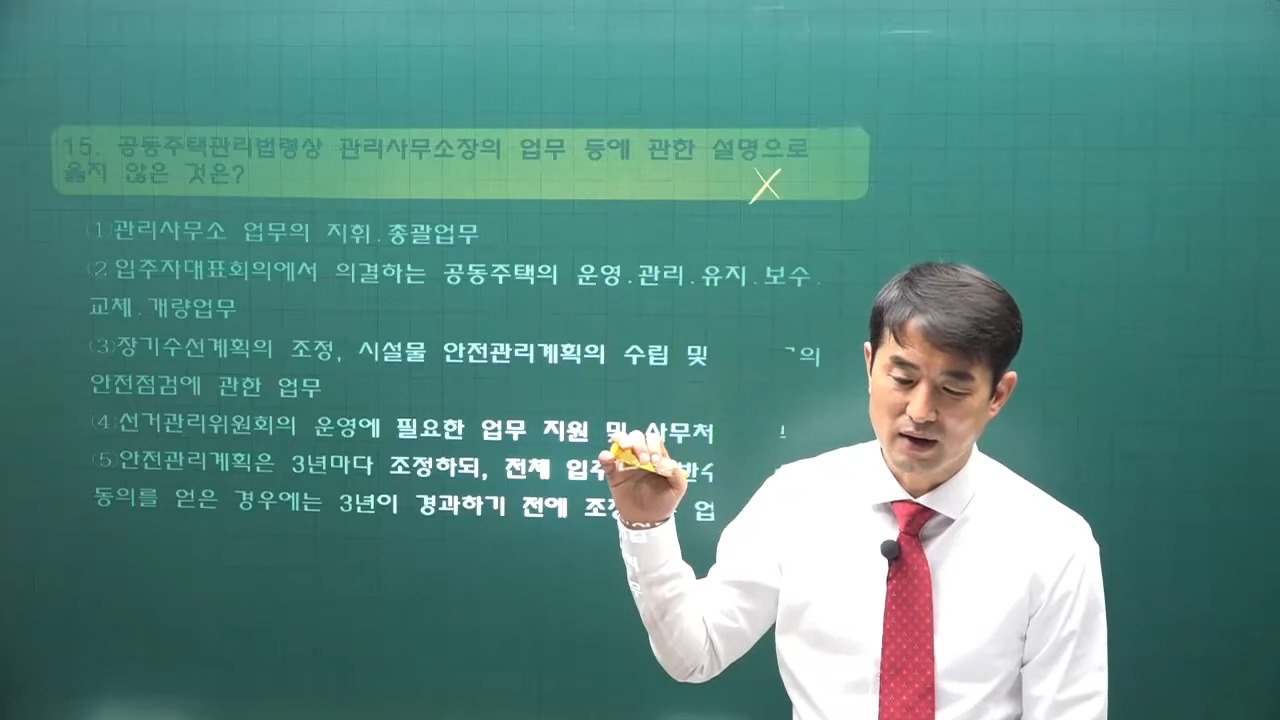 15. 공동주택관리법령상 관리사무소장의 업무 등에 관한 설명으로
옳지 않은 것은?
(1)관리사무소 업무의 지휘.총괄업무
(2)입주자대표회의에서 의결하는 공동주택의 운영.관리.유지.보수.
교체.개량업무
(3)장기수선계획의 조정, 시설물 안전관리계획의 수립 및 의
안전점검에 관한 업무
(4)선거관리위원회의 운영에 필요한 업무 지원 및 사무처
(5)안전관리계획은 3년마다 조정하되, 전체
동의를 얻은 경우에는 3년이 경과하기 전에 업